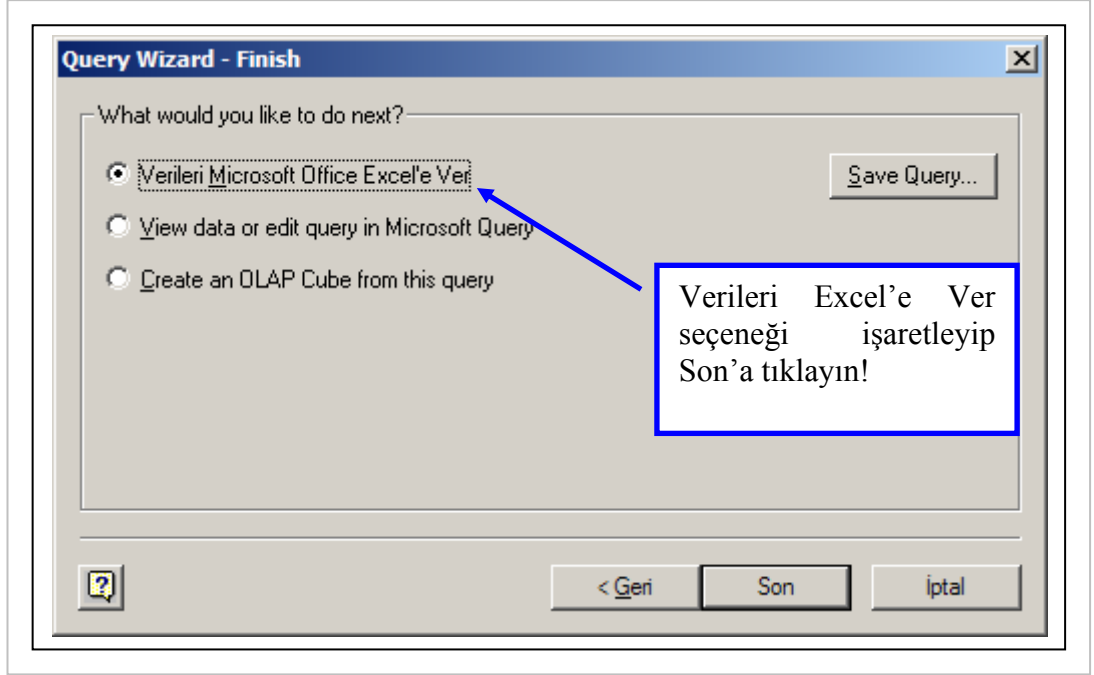 Query Wizard - Finish
What would you like to do next?
Verileri Microsoft Office Excel'e Ver
Save Query...
View data or edit query in Microsoft Query
Create an OLAP Cube from this query
Verileri Excel’e Ver
seçeneği işaretleyip
Son’a tıklayın!
< Geri
Son
İptal